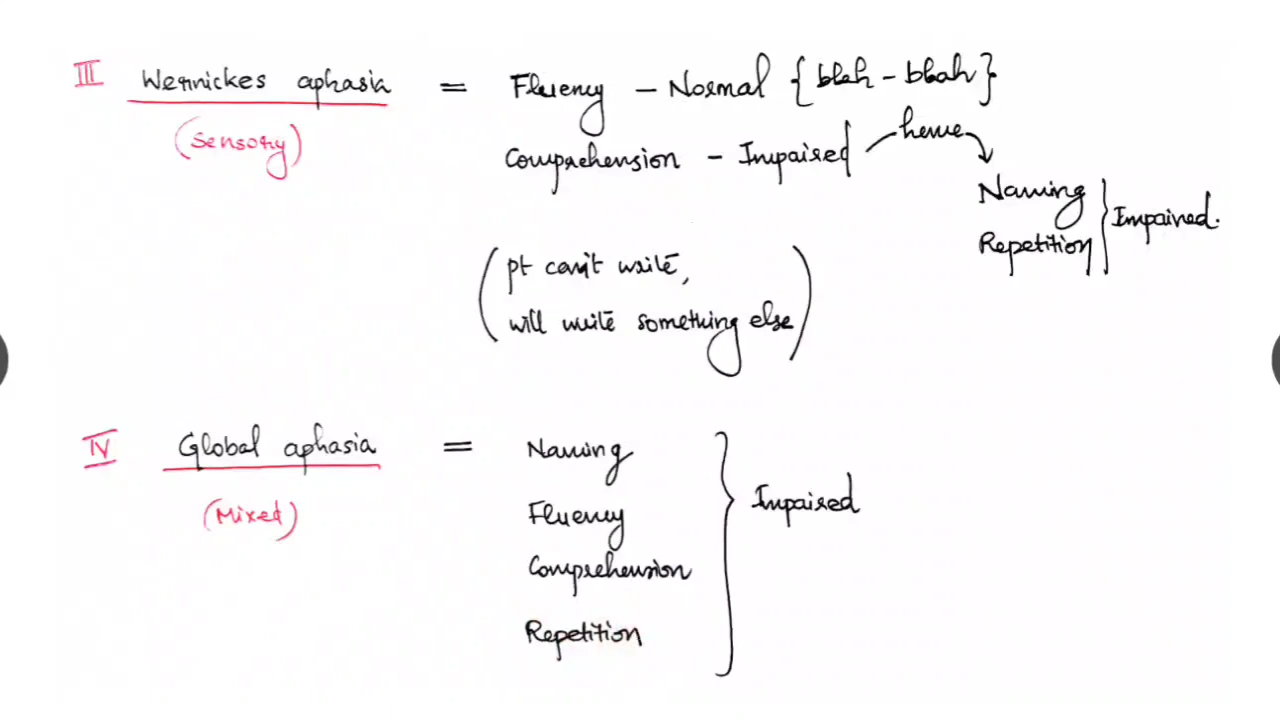 III Wernickes aphasia = Fluency - Normal {blah - blah}
(Sensory)
Comprehension - Impaired hence
Naming
Repetition } Impaired.
(pt can't write,
will write something else)
IV Global aphasia = Naming
(Mixed)
Fluency
Comprehension
Repetition
} Impaired